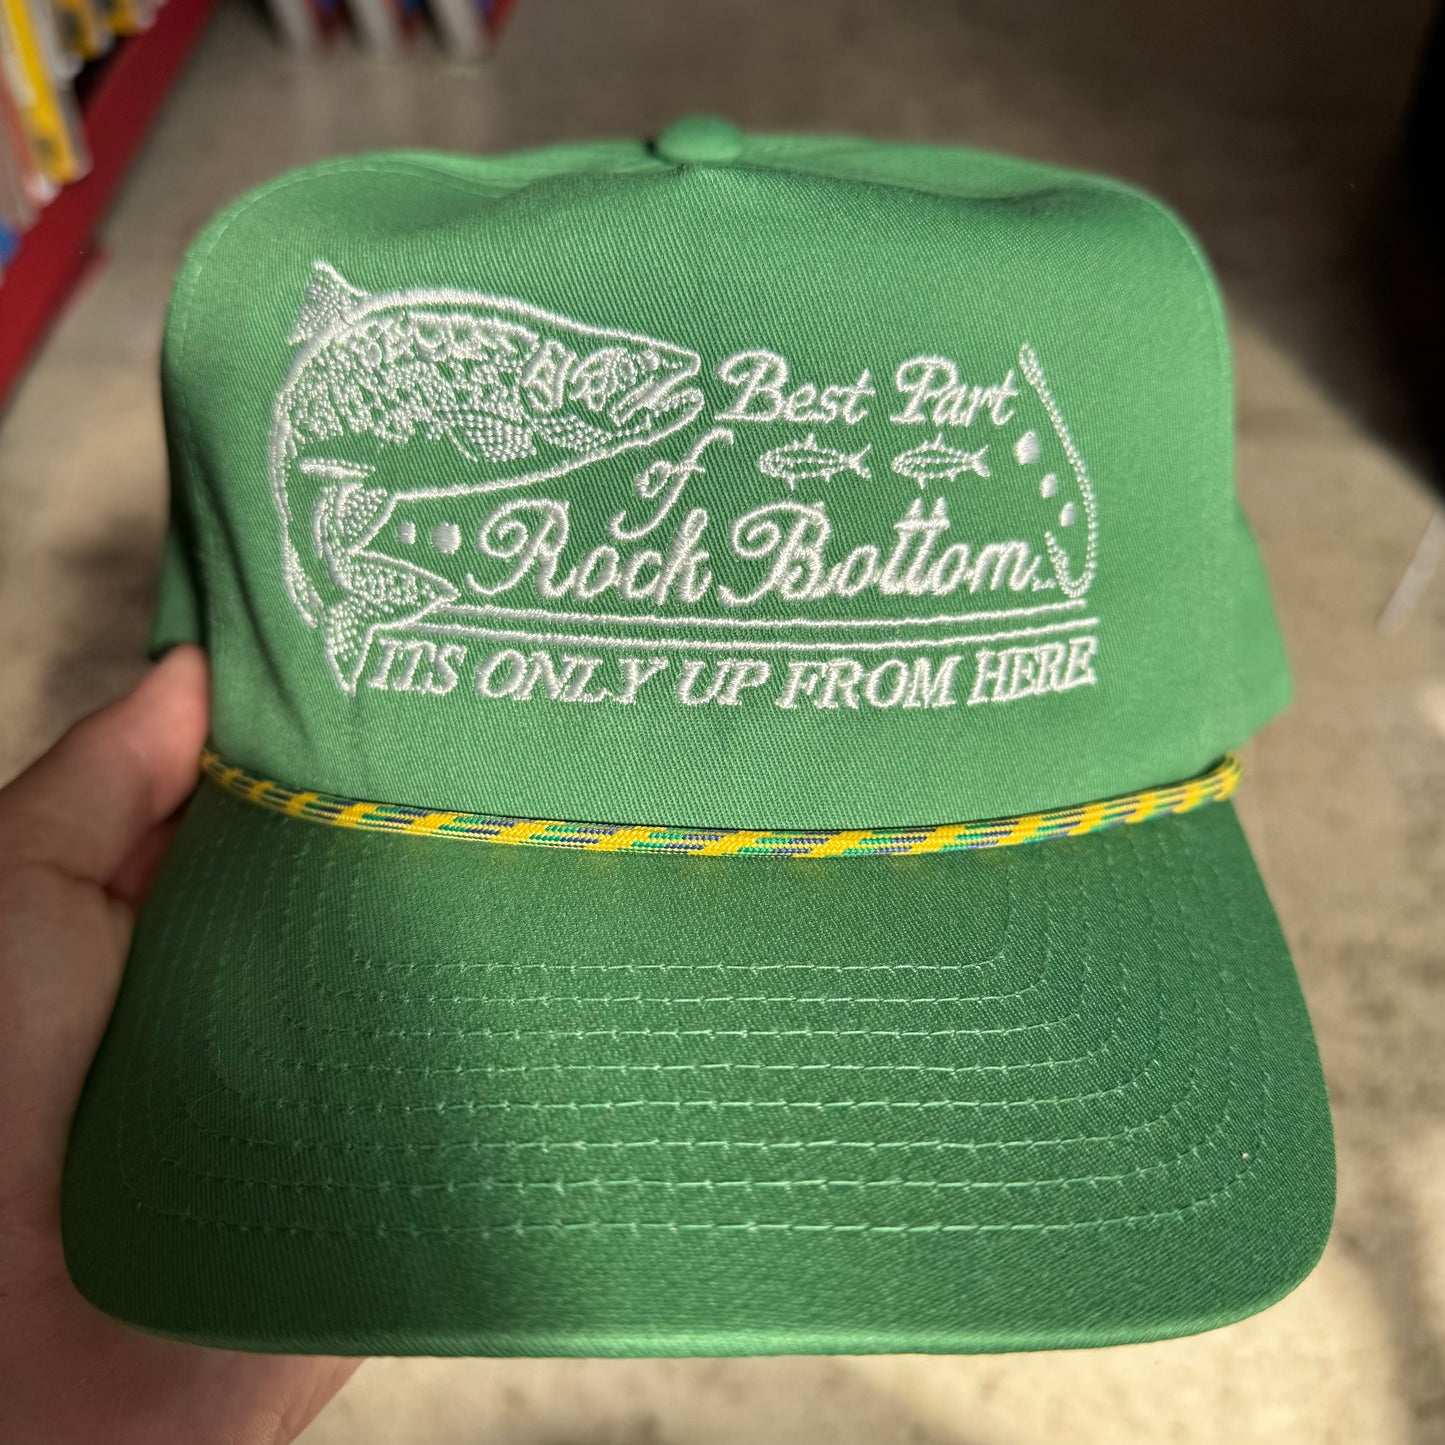 Best Part
of
Rock Bottom...
ITS ONLY UP FROM HERE